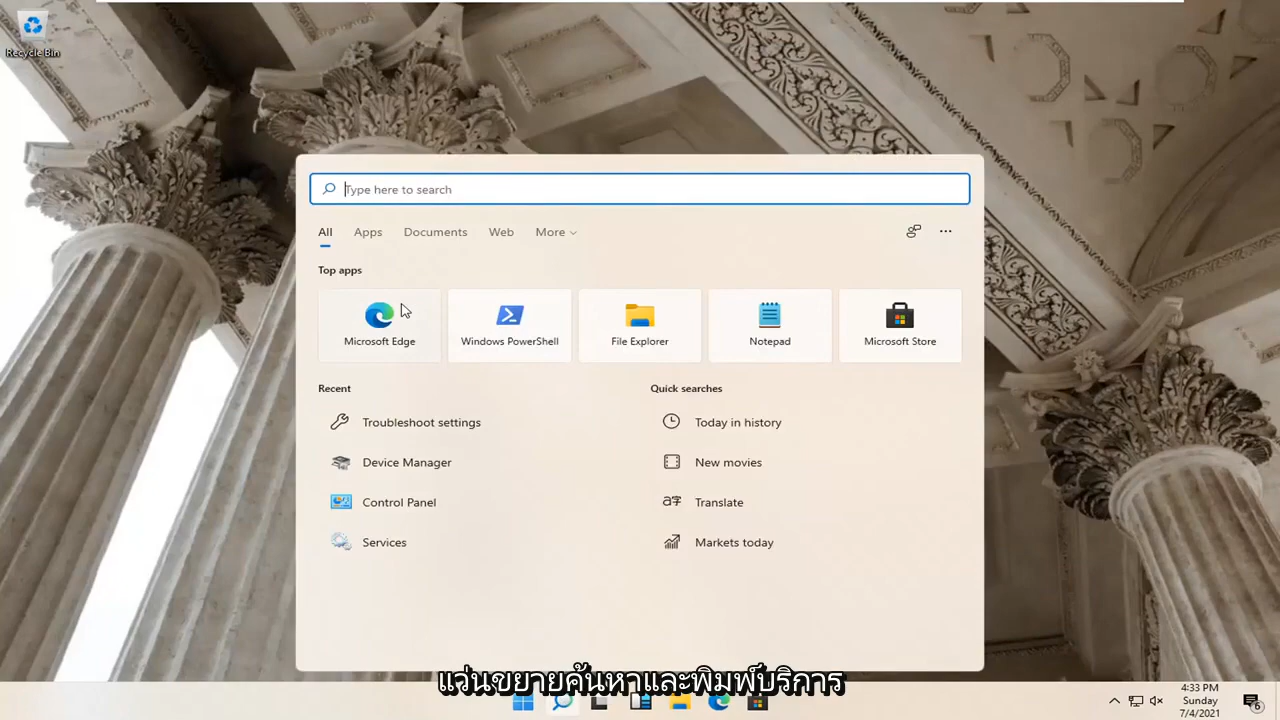 Recycle Bin
Type here to search
All Apps Documents Web More
Top apps
Microsoft Edge Windows PowerShell File Explorer Notepad Microsoft Store
Recent Quick searches
Troubleshoot settings Today in history
Device Manager New movies
Control Panel Translate
Services Markets today
แว่นขยายค้นหาและพิมพ์บริการ
4:33 PM
Sunday
7/4/2021
6